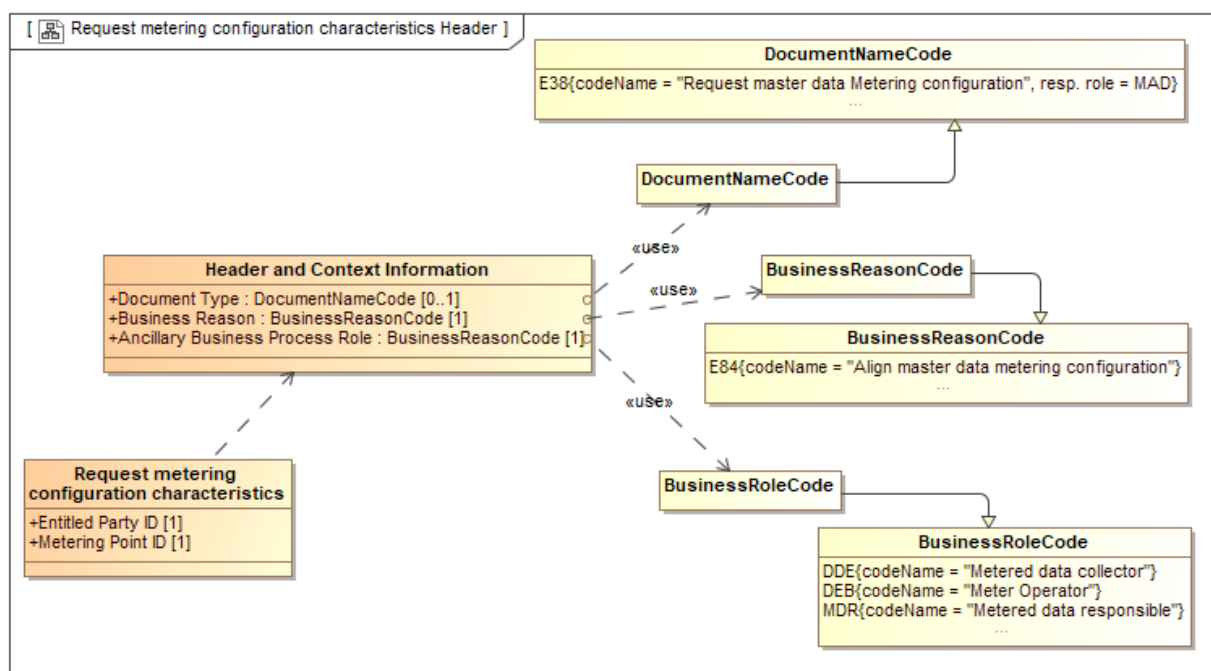 [ Request metering configuration characteristics Header ]
DocumentNameCode
E38{codeName = "Request master data Metering configuration", resp. role = MAD}
...
DocumentNameCode
«use»
Header and Context Information
+Document Type : DocumentNameCode [0..1]
+Business Reason : BusinessReasonCode [1]
+Ancillary Business Process Role : BusinessReasonCode [1]
«use»
BusinessReasonCode
BusinessReasonCode
E84{codeName = "Align master data metering configuration"}
...
«use»
Request metering
configuration characteristics
+Entitled Party ID [1]
+Metering Point ID [1]
BusinessRoleCode
BusinessRoleCode
DDE{codeName = "Metered data collector"}
DEB{codeName = "Meter Operator"}
MDR{codeName = "Metered data responsible"}
...